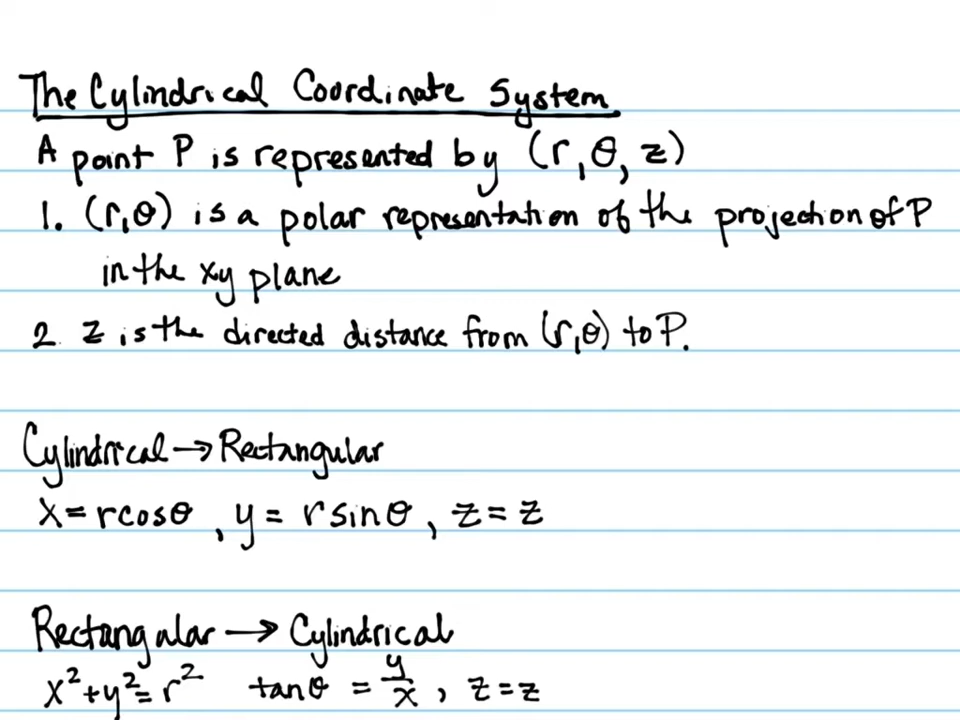 The Cylindrical Coordinate System
A point P is represented by (r, θ, z)
1. (r, θ) is a polar representation of the projection of P
in the xy plane
2. z is the directed distance from (r, θ) to P.
Cylindrical → Rectangular
x = r cos θ, y = r sin θ, z = z
Rectangular → Cylindrical
x² + y² = r² tan θ = y/x, z = z